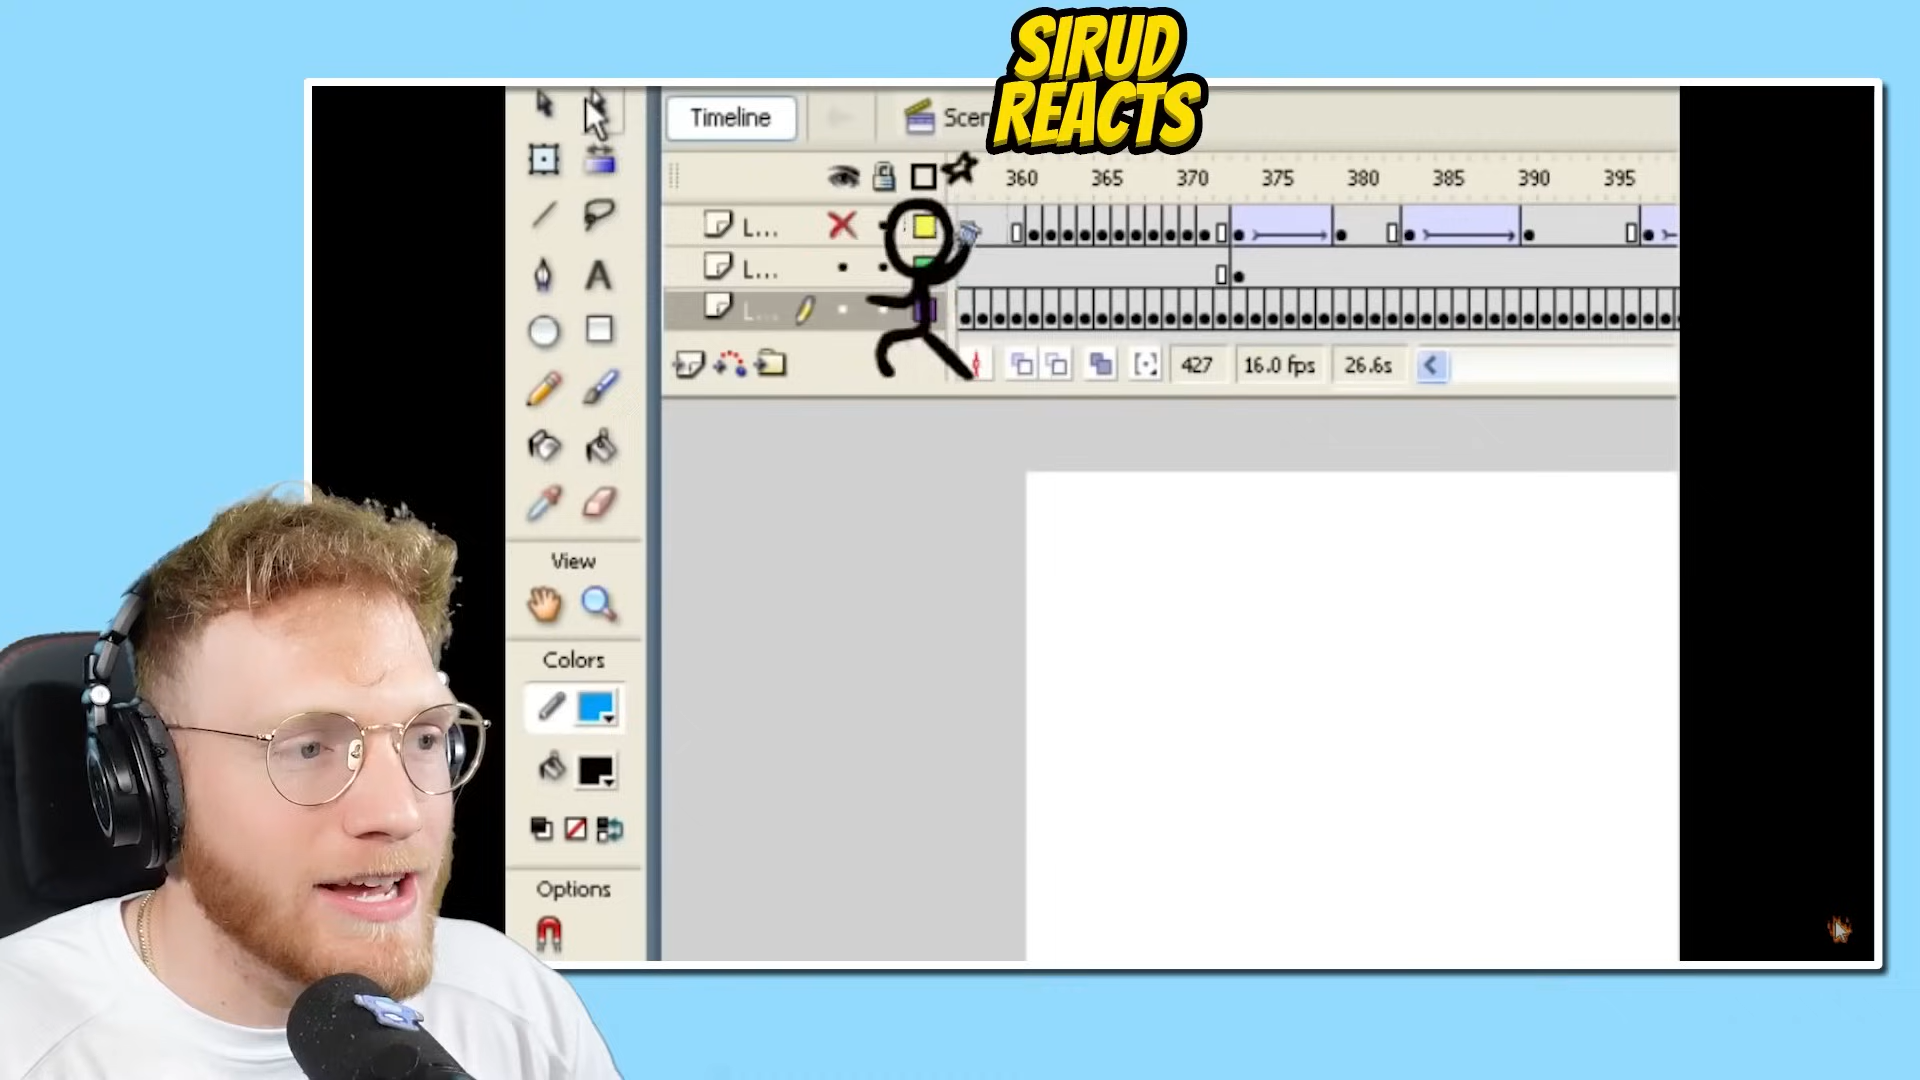 SIRUD
REACTS
Timeline
Scen
360 365 370 375 380 385 390 395
L...
L...
L...
427 16.0 fps 26.6s
A
View
Colors
Options